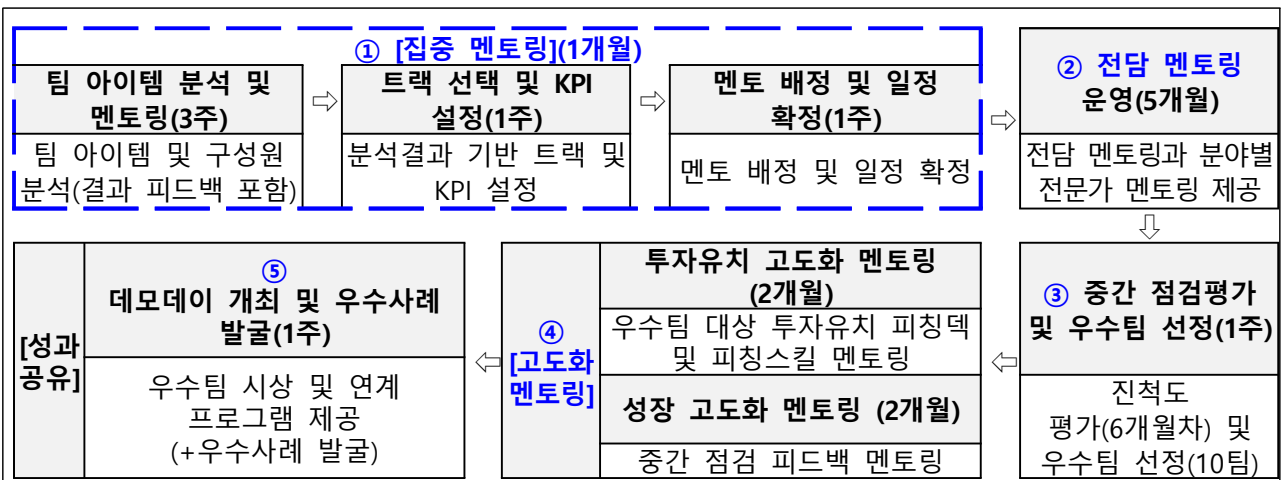 ① [집중 멘토링](1개월)
팀 아이템 분석 및
멘토링(3주)
팀 아이템 및 구성원
분석(결과 피드백 포함)
⇨
트랙 선택 및 KPI
설정(1주)
분석결과 기반 트랙 및
KPI 설정
⇨
멘토 배정 및 일정
확정(1주)
멘토 배정 및 일정 확정
⇨
② 전담 멘토링
운영(5개월)
전담 멘토링과 분야별
전문가 멘토링 제공
⇩
③ 중간 점검평가
및 우수팀 선정(1주)
진척도
평가(6개월차) 및
우수팀 선정(10팀)
⇦
④
[고도화
멘토링]
투자유치 고도화 멘토링
(2개월)
우수팀 대상 투자유치 피칭덱
및 피칭스킬 멘토링
성장 고도화 멘토링 (2개월)
중간 점검 피드백 멘토링
⇦
[성과
공유]
⑤
데모데이 개최 및 우수사례
발굴(1주)
우수팀 시상 및 연계
프로그램 제공
(+우수사례 발굴)